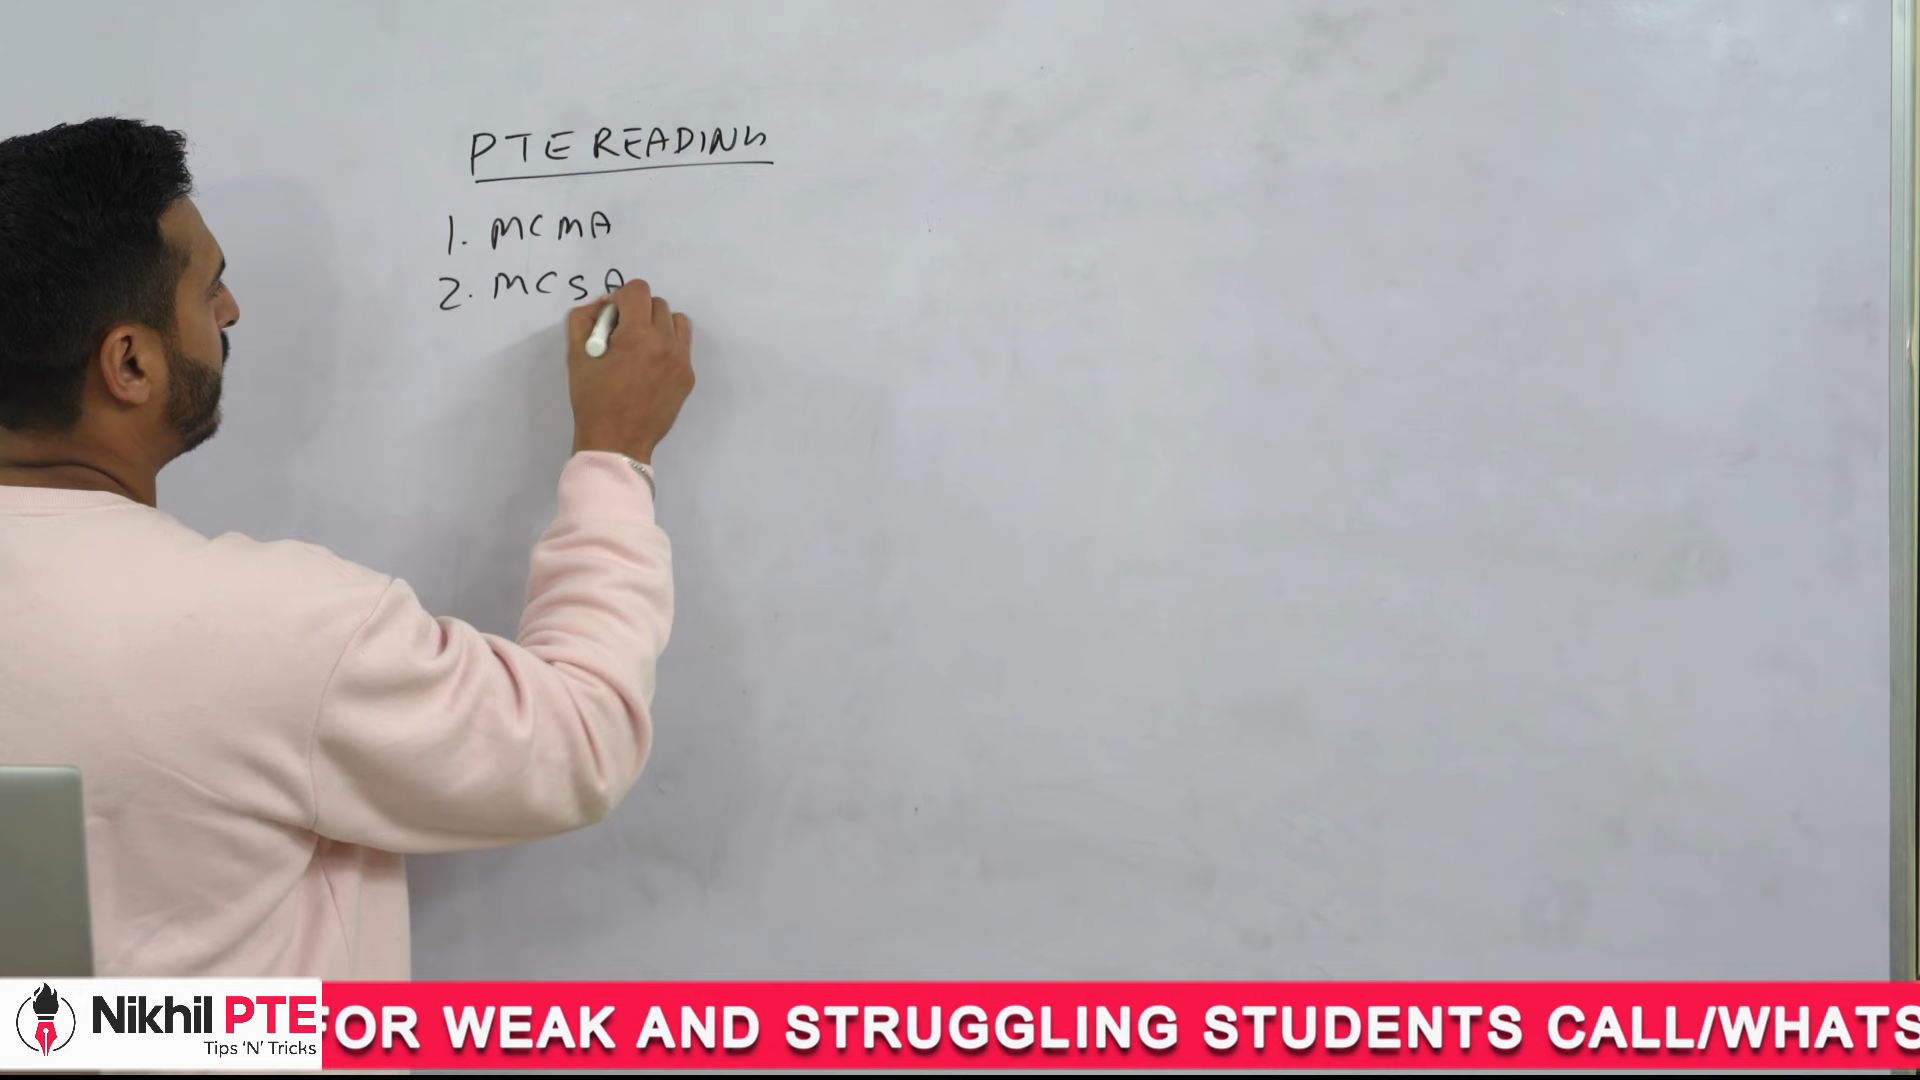 PTE READING
1. MCMA
2. MCSA
Nikhil PTE
Tips 'N' Tricks
FOR WEAK AND STRUGGLING STUDENTS CALL/WHATS